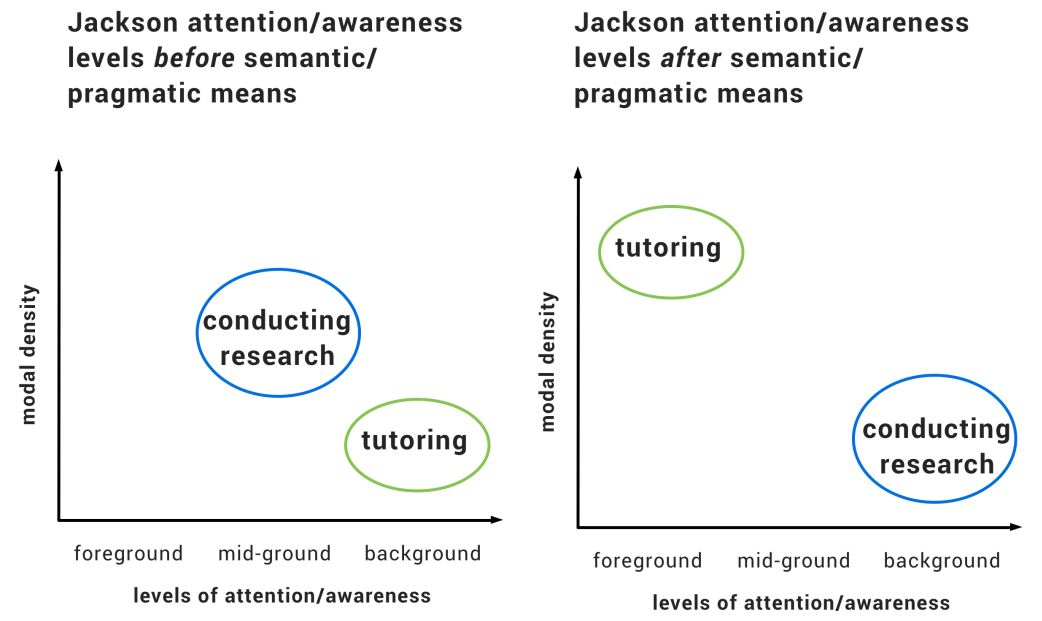 Jackson attention/awareness
levels before semantic/
pragmatic means
modal density
conducting
research
tutoring
foreground mid-ground background
levels of attention/awareness
Jackson attention/awareness
levels after semantic/
pragmatic means
modal density
tutoring
conducting
research
foreground mid-ground background
levels of attention/awareness